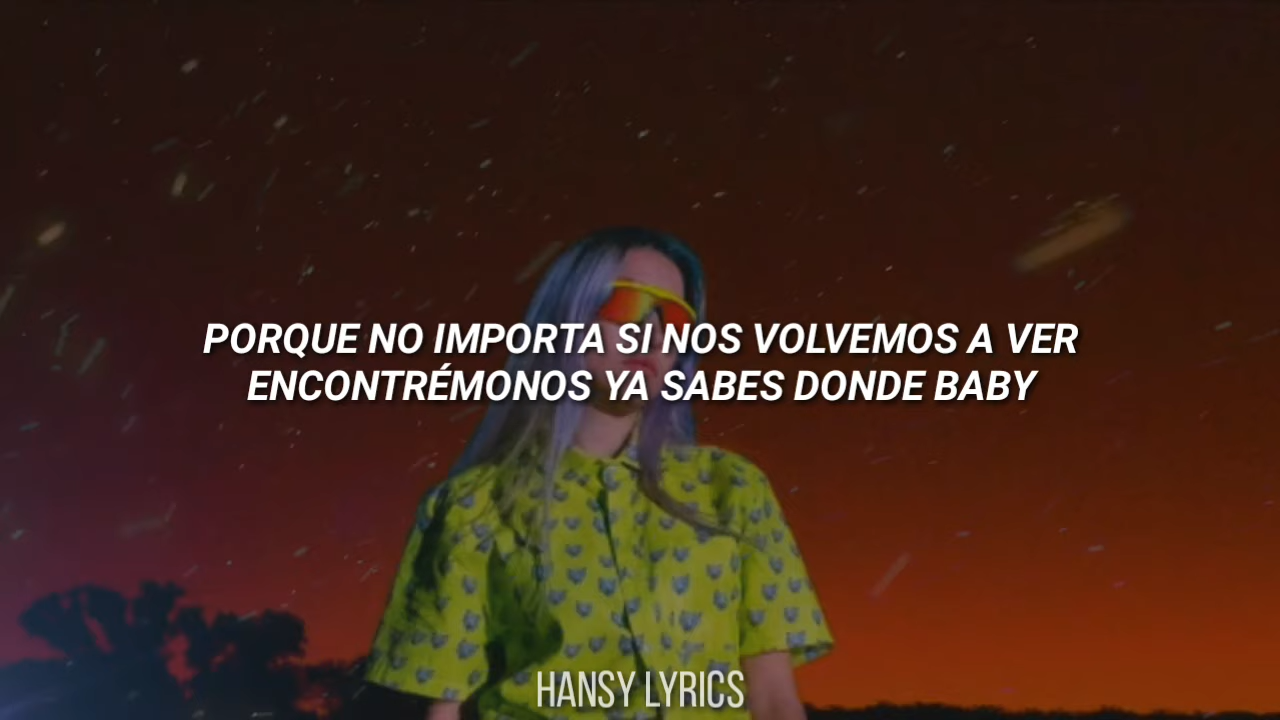 PORQUE NO IMPORTA SI NOS VOLVEMOS A VER
ENCONTRÉMONOS YA SABES DONDE BABY
HANSY LYRICS